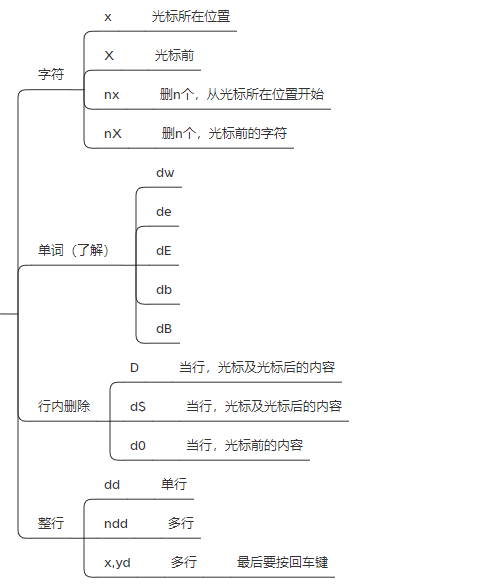 x 光标所在位置
X 光标前
字符
nx 删n个，从光标所在位置开始
nX 删n个，光标前的字符
dw
de
单词（了解） dE
db
dB
D 当行，光标及光标后的内容
行内删除 d$ 当行，光标及光标后的内容
d0 当行，光标前的内容
dd 单行
整行 ndd 多行
x,yd 多行 最后要按回车键